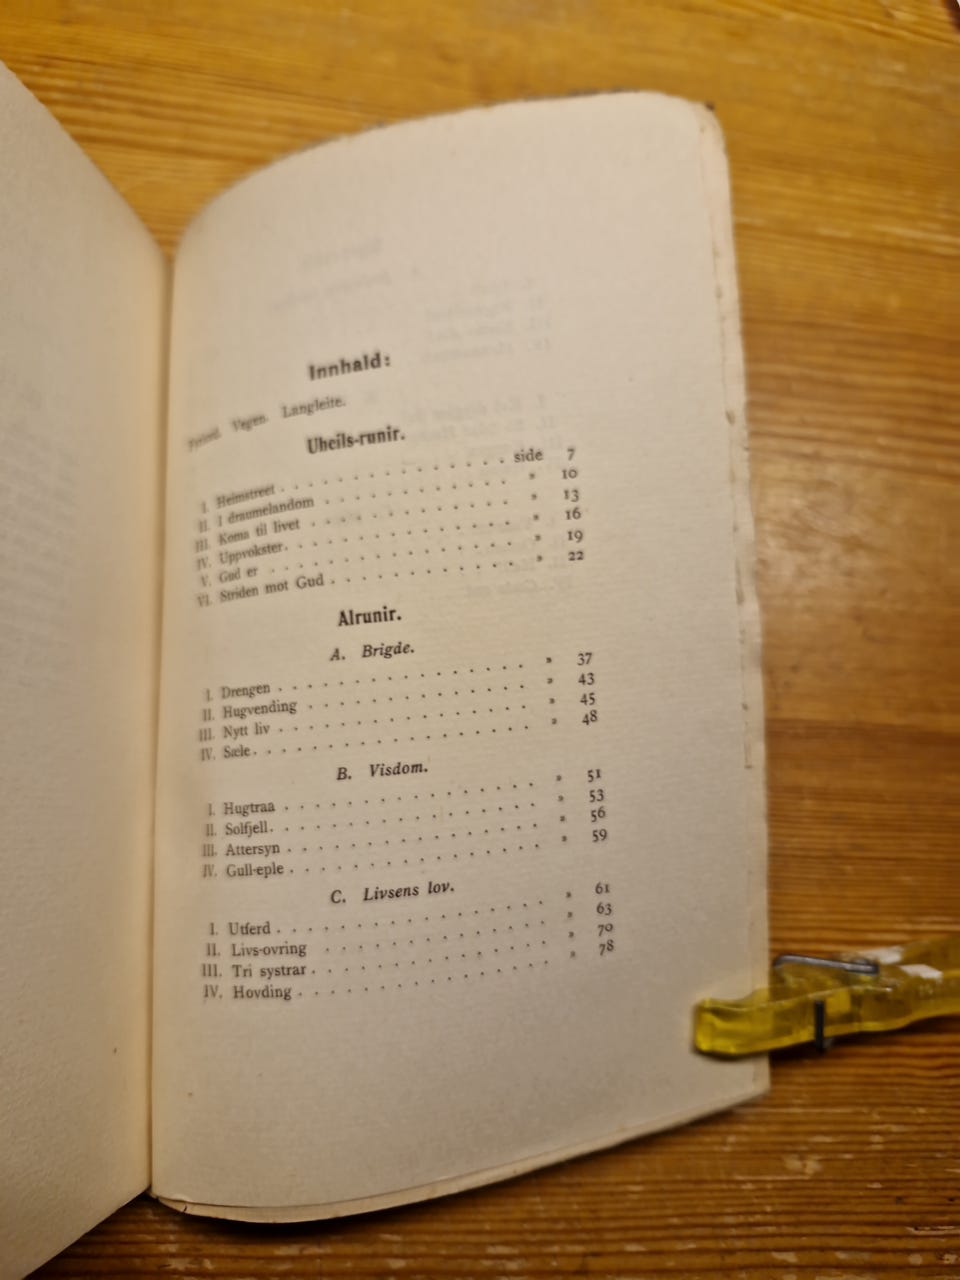 Innhald:
Vegen. Langleite.
Uheils-runir.
I. Heimstreet . . . . . . . . . . . . side 7
II. I draumelandom . . . . . . . . . . » 10
III. Koma til livet . . . . . . . . . . » 13
IV. Uppvokster. . . . . . . . . . . . » 16
V. Gud er . . . . . . . . . . . . » 19
VI. Striden mot Gud . . . . . . . . . . » 22
Alrunir.
A. Brigde.
I. Drengen . . . . . . . . . . . . . » 37
II. Hugvending . . . . . . . . . . . . » 43
III. Nytt liv . . . . . . . . . . . . . » 45
IV. Sæle. . . . . . . . . . . . . . » 48
B. Visdom.
I. Hugtraa . . . . . . . . . . . . . » 51
II. Solfjell. . . . . . . . . . . . . . » 53
III. Attersyn . . . . . . . . . . . . . » 56
IV. Gull-eple . . . . . . . . . . . . . » 59
C. Livsens lov.
I. Utferd . . . . . . . . . . . . . . » 61
II. Livs-ovring . . . . . . . . . . . . » 63
III. Tri systrar . . . . . . . . . . . . » 70
IV. Hovding . . . . . . . . . . . . . » 78